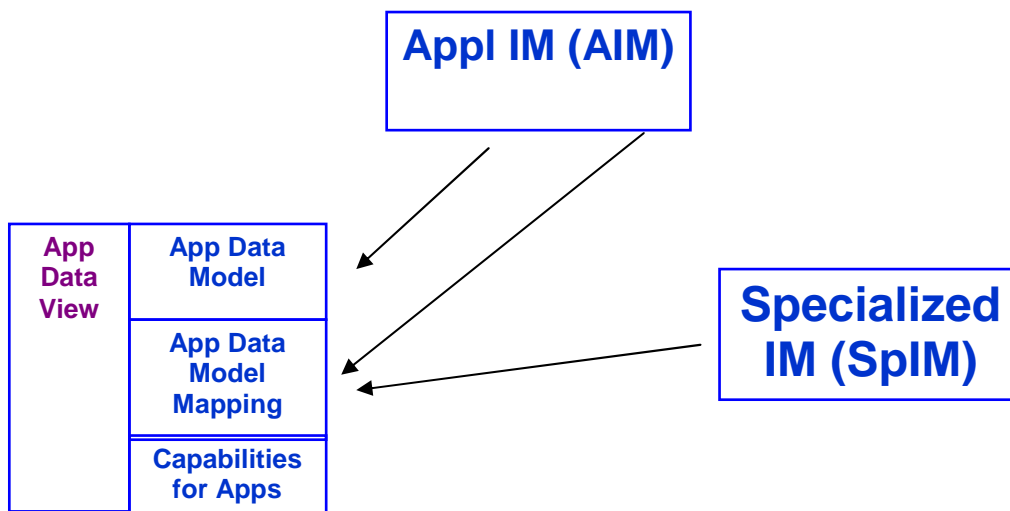 Appl IM (AIM)
App
Data
View
App Data
Model
App Data
Model
Mapping
Capabilities
for Apps
Specialized
IM (SpIM)